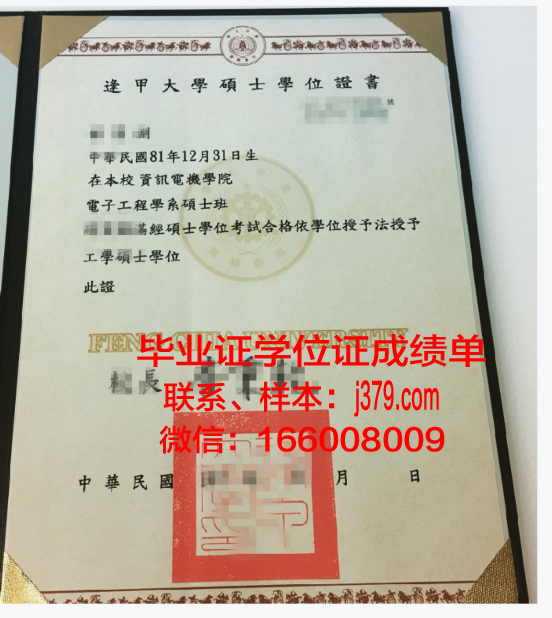 逢甲大學碩士學位證書
號
中華民國81年12月31日生
在本校資訊電機學院
電子工程學系碩士班
經碩士學位考試合格依學位授予法授予
工學碩士學位
此證
FENG CHIA UNIVERSITY
毕业证学位证成绩单
校長
联系、样本：j379.com
微信：166008009
中華民國 月 日